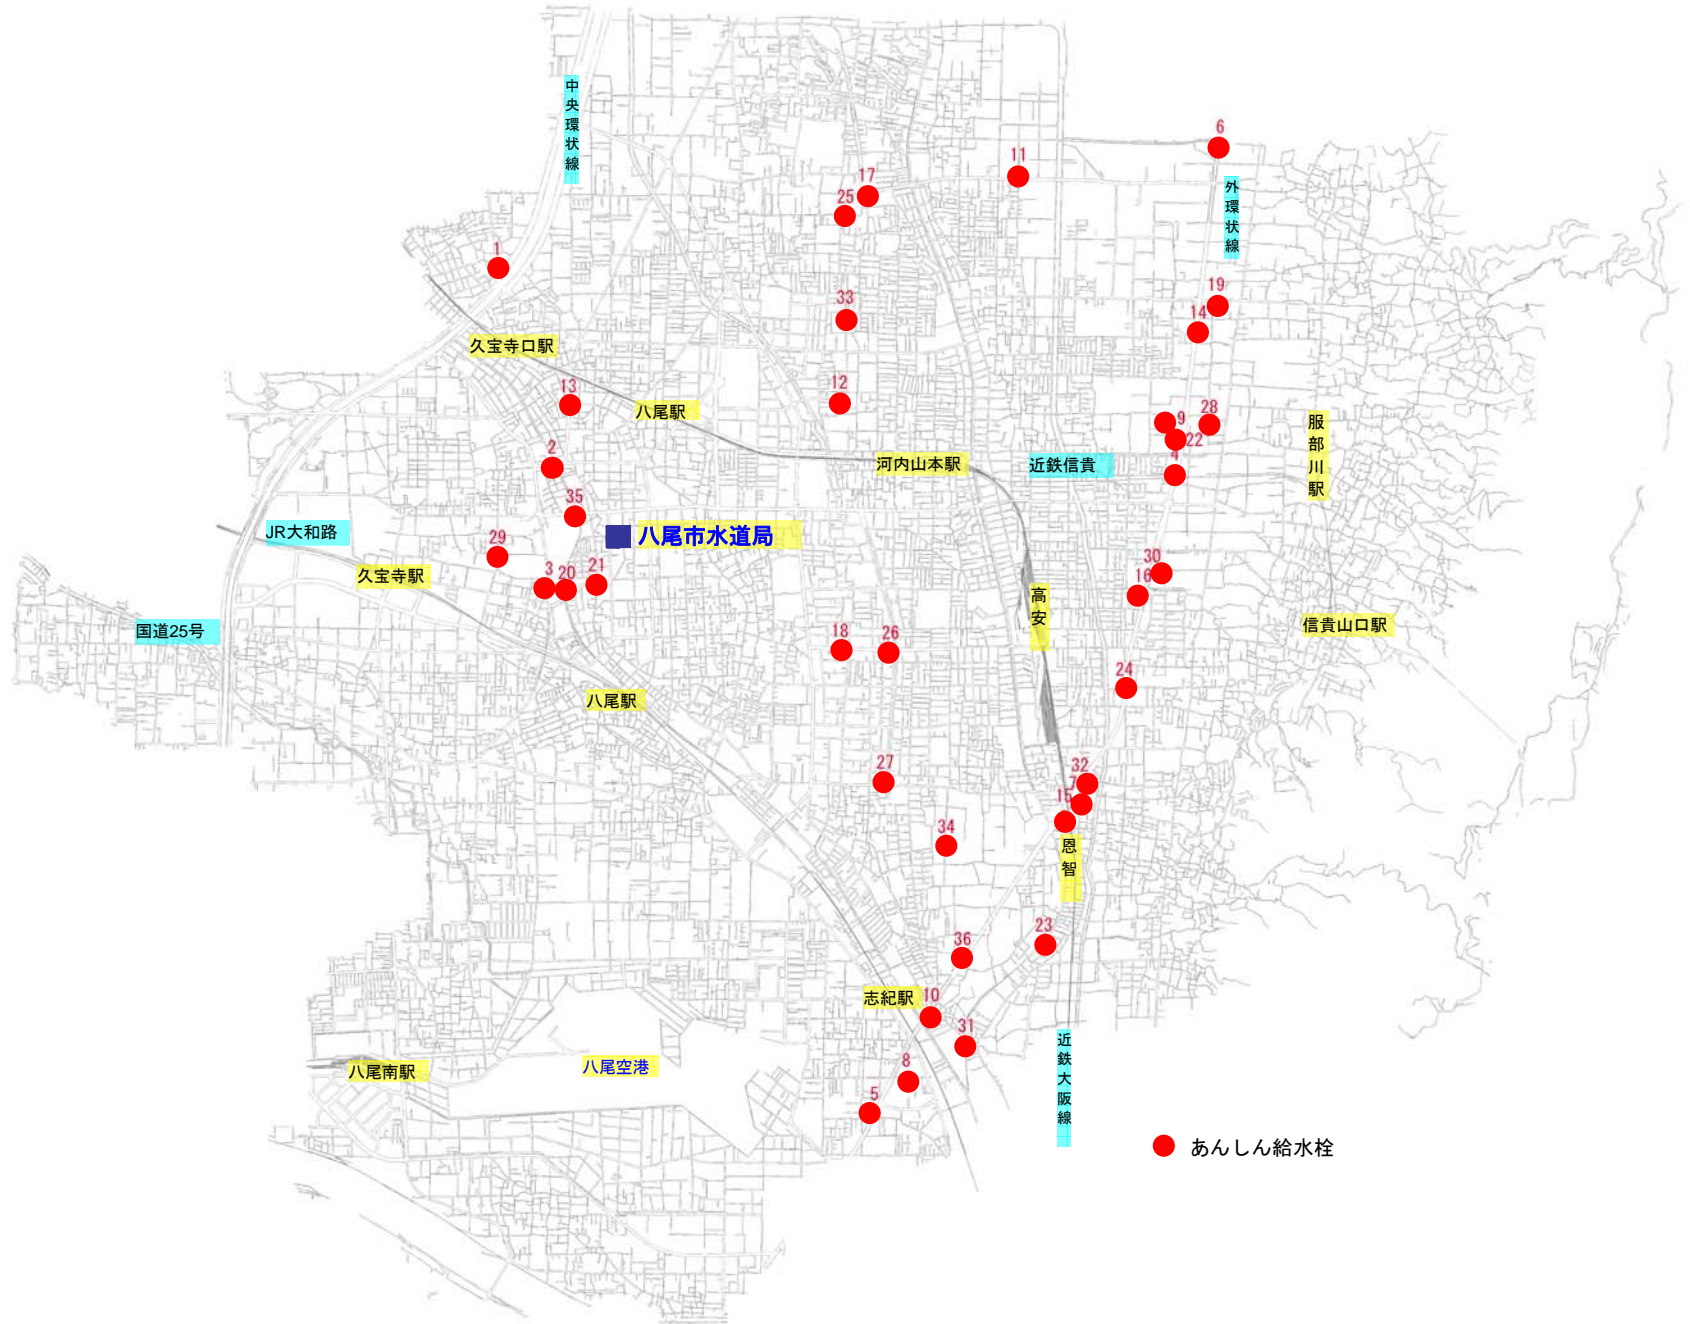 中央環状線
6
11
17
外環状線
25
1
19
33
14
久宝寺口駅
13
12
八尾駅
28
9
服部川駅
22
2
河内山本駅
近鉄信貴
4
35
JR大和路
八尾市水道局
29
30
久宝寺駅
3
20
21
16
高安
国道25号
18
26
信貴山口駅
24
八尾駅
32
27
7
15
34
恩智
23
36
志紀駅
10
31
近鉄大阪線
八尾南駅
八尾空港
8
5
あんしん給水栓